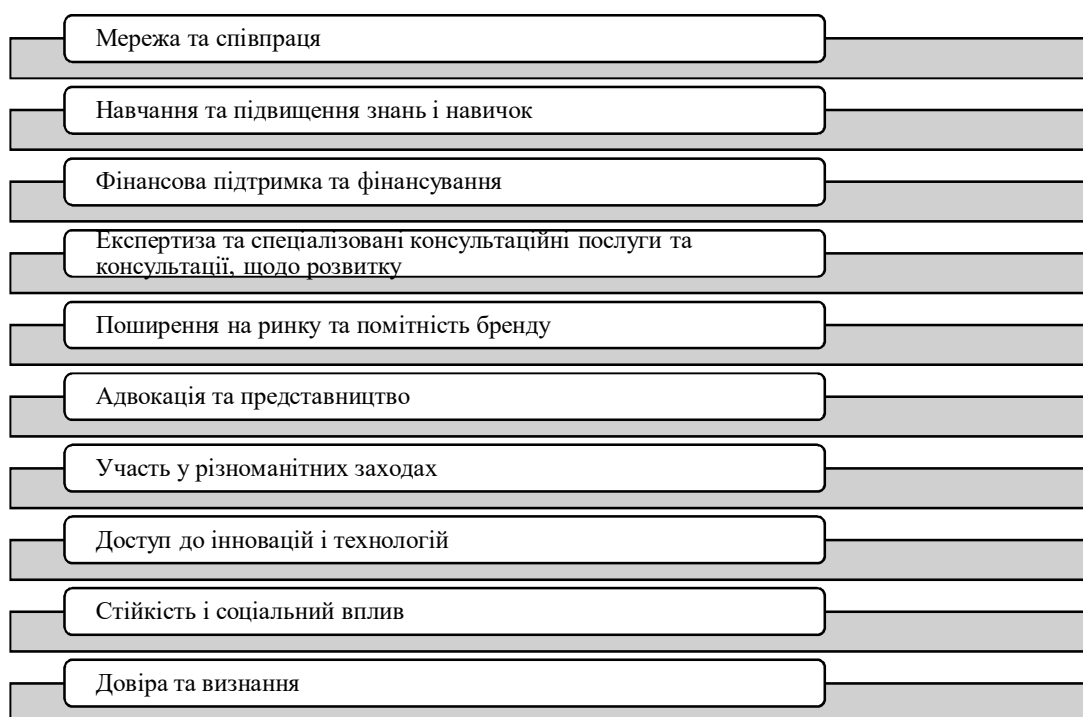 Мережа та співпраця
Навчання та підвищення знань і навичок
Фінансова підтримка та фінансування
Експертиза та спеціалізовані консультаційні послуги та
консультації, щодо розвитку
Поширення на ринку та помітність бренду
Адвокація та представництво
Участь у різноманітних заходах
Доступ до інновацій і технологій
Стійкість і соціальний вплив
Довіра та визнання